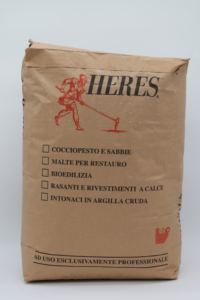 HERES
COCCIOPESTO E SABBIE
MALTE PER RESTAURO
BIOEDILIZIA
RASANTI E RIVESTIMENTI A CALCE
INTONACI IN ARGILLA CRUDA
AD USO ESCLUSIVAMENTE PROFESSIONALE